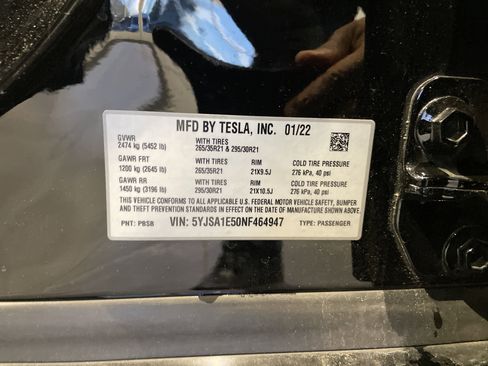 MFD BY TESLA, INC. 01/22
GVWR WITH TIRES
2474 kg (5452 lb) 265/35R21 & 295/30R21
GAWR FRT WITH TIRES RIM COLD TIRE PRESSURE
1200 kg (2645 lb) 265/35R21 21X9.5J 276 kPa, 40 psi
GAWR RR WITH TIRES RIM COLD TIRE PRESSURE
1450 kg (3196 lb) 295/30R21 21X10.5J 276 kPa, 40 psi
THIS VEHICLE CONFORMS TO ALL APPLICABLE U.S. FEDERAL MOTOR VEHICLE SAFETY, BUMPER,
AND THEFT PREVENTION STANDARDS IN EFFECT ON THE DATE OF MANUFACTURE SHOWN ABOVE.
PNT: PBSB VIN: 5YJSA1E50NF464947 TYPE: PASSENGER